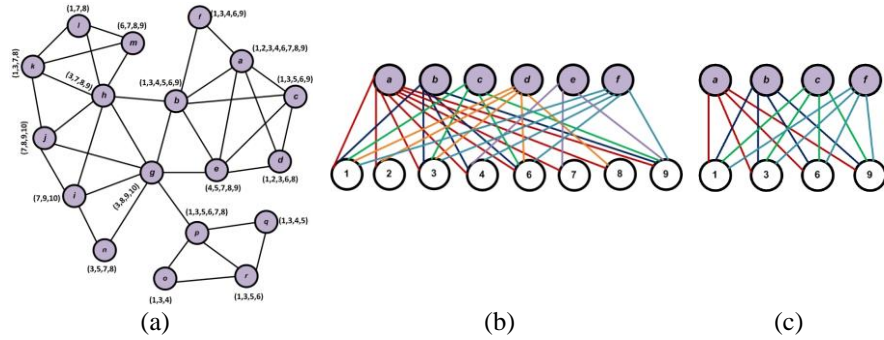 (1,7,8)
l
(6,7,8,9)
m
(1,3,7,8)
k
(3,7,8,9)
h
(7,8,9,10)
j
(7,9,10)
i
n
(3,5,7,8)
(1,3,4,6,9)
f
(1,2,3,4,6,7,8,9)
a
(1,3,4,5,6,9)
b
(1,3,5,6,9)
c
d
(1,2,3,6,8)
e
(4,5,7,8,9)
g
(3,8,9,10)
(1,3,5,6,7,8)
p
q
(1,3,4,5)
o
(1,3,4)
r
(1,3,5,6)
(a)
a b c d e f
1 2 3 4 6 7 8 9
(b)
a b c f
1 3 6 9
(c)